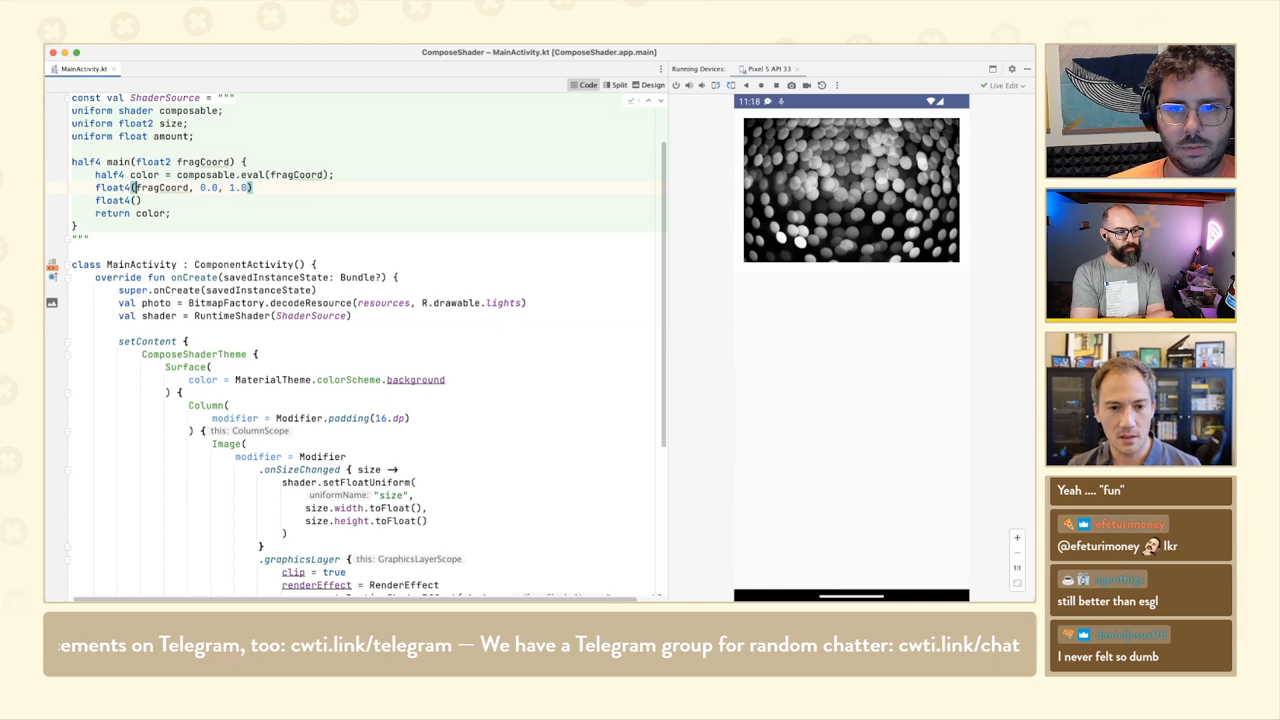 ComposeShader – MainActivity.kt [ComposeShader.app.main]
MainActivity.kt
Code Split Design
const val ShaderSource = """
uniform shader composable;
uniform float2 size;
uniform float amount;
half4 main(float2 fragCoord) {
half4 color = composable.eval(fragCoord);
float4(fragCoord, 0.0, 1.0)
float4()
return color;
}
"""
class MainActivity : ComponentActivity() {
override fun onCreate(savedInstanceState: Bundle?) {
super.onCreate(savedInstanceState)
val photo = BitmapFactory.decodeResource(resources, R.drawable.lights)
val shader = RuntimeShader(ShaderSource)
setContent {
ComposeShaderTheme {
Surface(
color = MaterialTheme.colorScheme.background
) {
Column(
modifier = Modifier.padding(16.dp)
) { this: ColumnScope
Image(
modifier = Modifier
.onSizeChanged { size →
shader.setFloatUniform(
uniformName: "size",
size.width.toFloat(),
size.height.toFloat()
)
}
.graphicsLayer { this: GraphicsLayerScope
clip = true
renderEffect = RenderEffect
Running Devices: Pixel 5 API 33
Live Edit
11:18
1:1
Yeah .... "fun"
efeturimoney
@efeturimoney lkr
still better than esgl
I never felt so dumb
cements on Telegram, too: cwti.link/telegram — We have a Telegram group for random chatter: cwti.link/chat